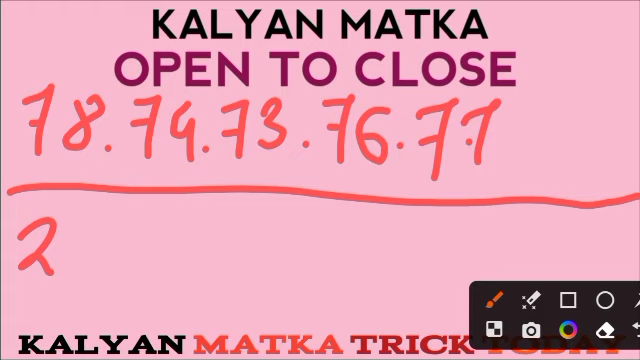 KALYAN MATKA
OPEN TO CLOSE
78.74.73.76.77.
2
KALYAN MATKA TRICK TODAY